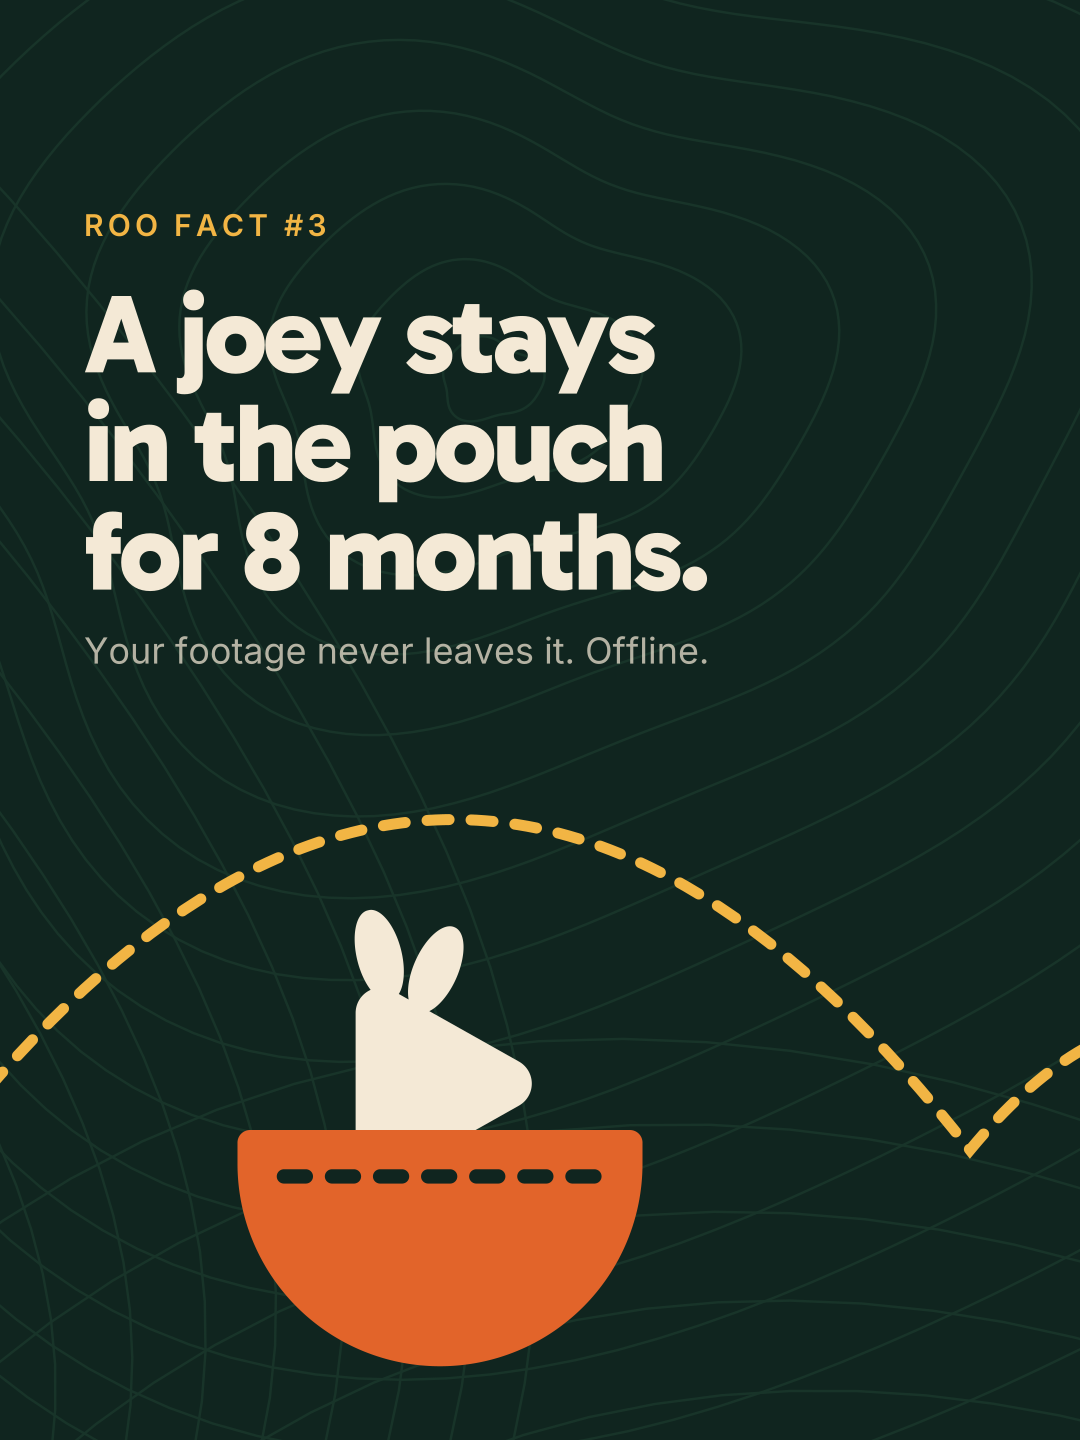 ROO FACT #3
A joey stays
in the pouch
for 8 months.
Your footage never leaves it. Offline.